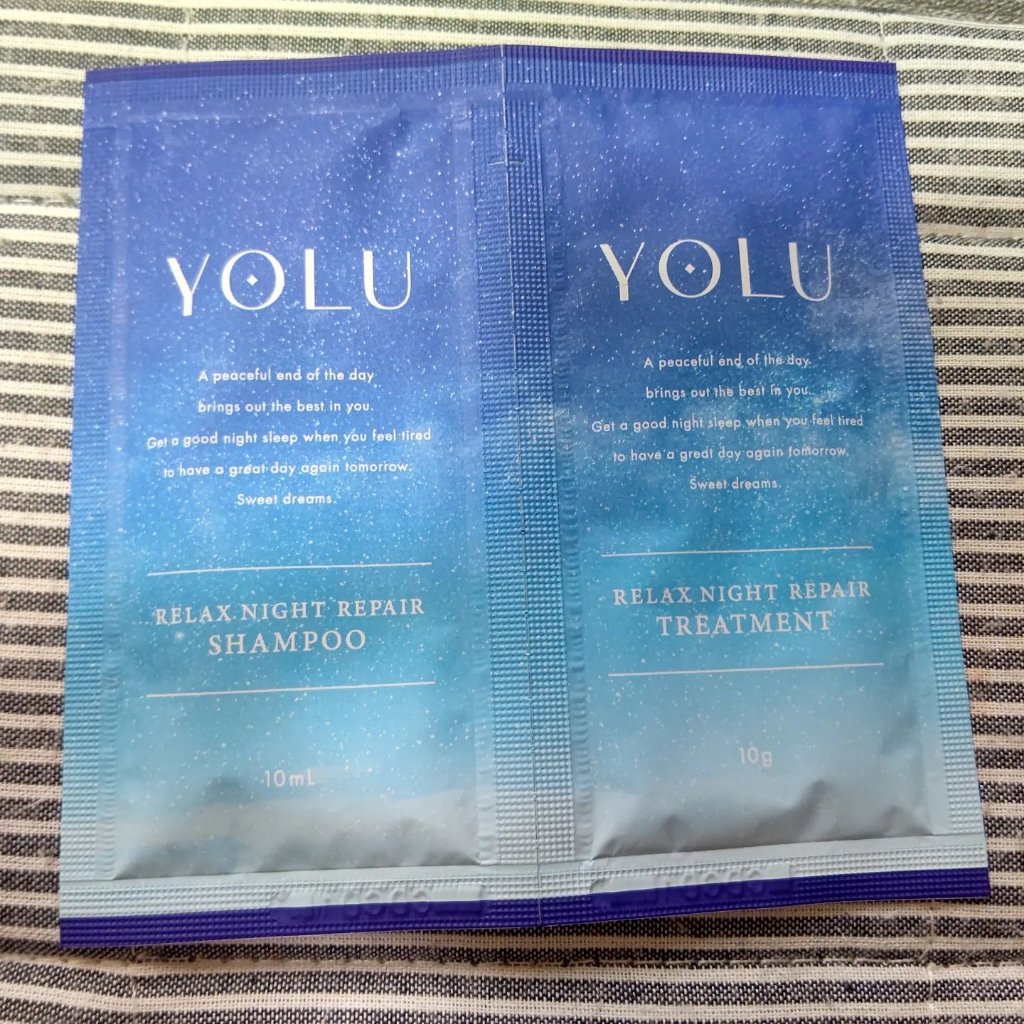 YOLU
A peaceful end of the day
brings out the best in you.
Get a good night sleep when you feel tired
to have a great day again tomorrow.
Sweet dreams.
RELAX NIGHT REPAIR
SHAMPOO
10mL
YOLU
A peaceful end of the day
brings out the best in you.
Get a good night sleep when you feel tired
to have a great day again tomorrow.
Sweet dreams.
RELAX NIGHT REPAIR
TREATMENT
10g